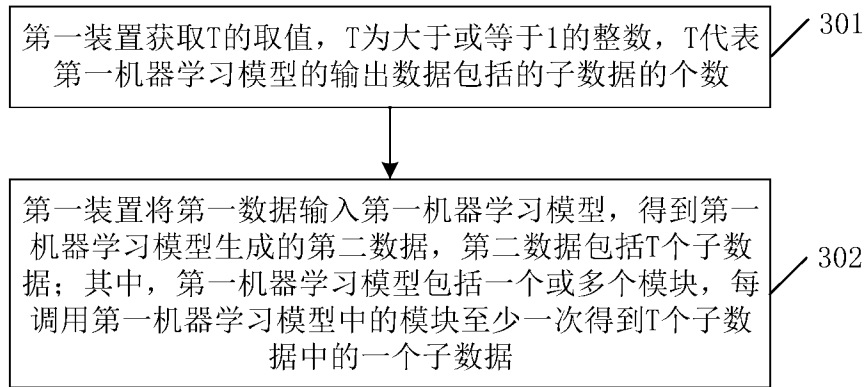 第一装置获取T的取值，T为大于或等于1的整数，T代表
第一机器学习模型的输出数据包括的子数据的个数
301
第一装置将第一数据输入第一机器学习模型，得到第一
机器学习模型生成的第二数据，第二数据包括T个子数
据；其中，第一机器学习模型包括一个或多个模块，每
调用第一机器学习模型中的模块至少一次得到T个子数
据中的一个子数据
302